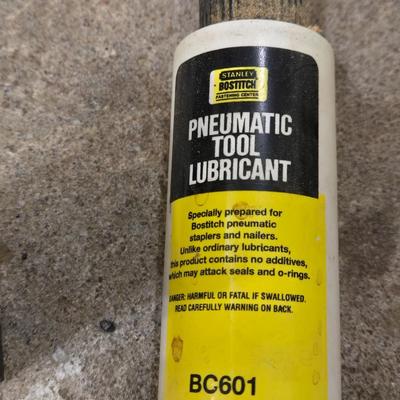 STANLEY
BOSTITCH
FASTENING CENTER
PNEUMATIC
TOOL
LUBRICANT
Specially prepared for
Bostitch pneumatic
staplers and nailers.
Unlike ordinary lubricants,
this product contains no additives,
which may attack seals and o-rings.
DANGER: HARMFUL OR FATAL IF SWALLOWED.
READ CAREFULLY WARNING ON BACK.
BC601